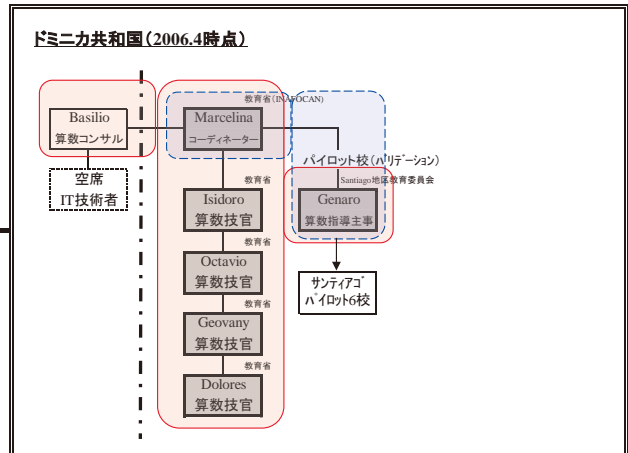 ドミニカ共和国(2006.4時点)
教育省(INAFOCAN)
Basilio
算数コンサル
Marcelina
コーディネーター
パイロット校(バリデーション)
空席
IT技術者
教育省
Santiago地区教育委員会
Isidoro
算数技官
Genaro
算数指導主事
教育省
Octavio
算数技官
サンティアゴ
パイロット6校
教育省
Geovany
算数技官
教育省
Dolores
算数技官